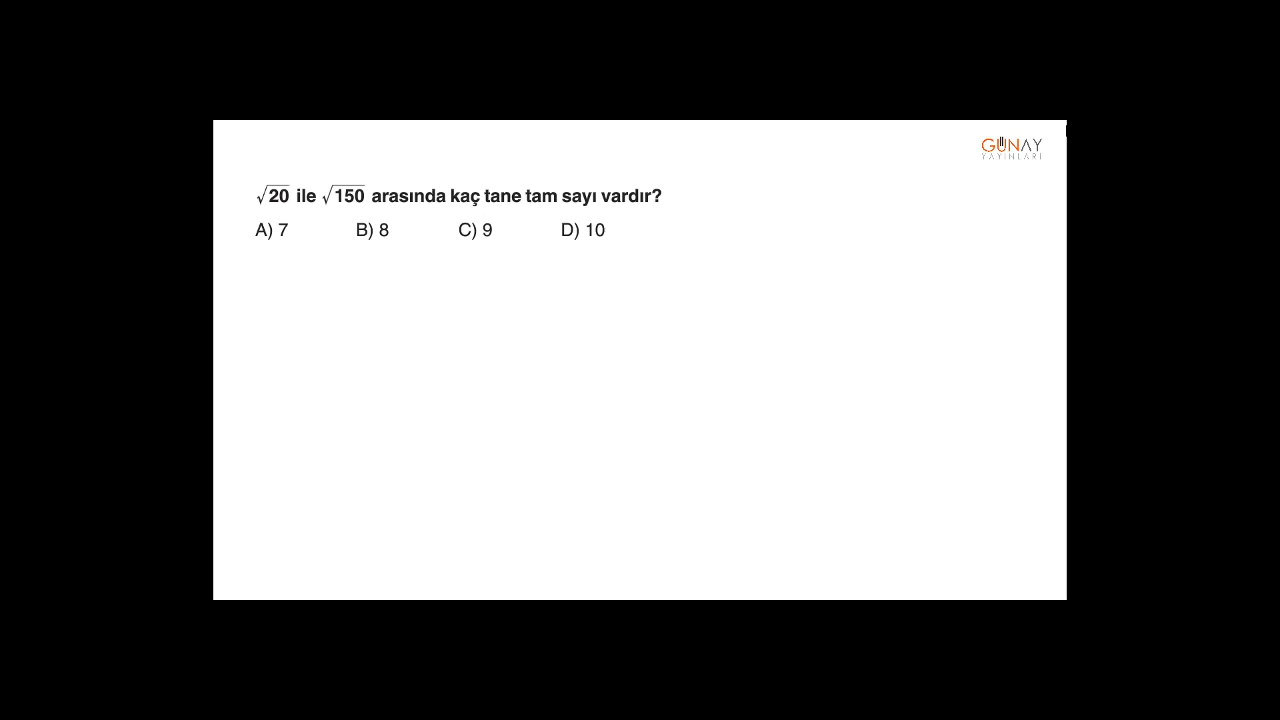 GÜNAY
YAYINLARI
√20 ile √150 arasında kaç tane tam sayı vardır?
A) 7 B) 8 C) 9 D) 10